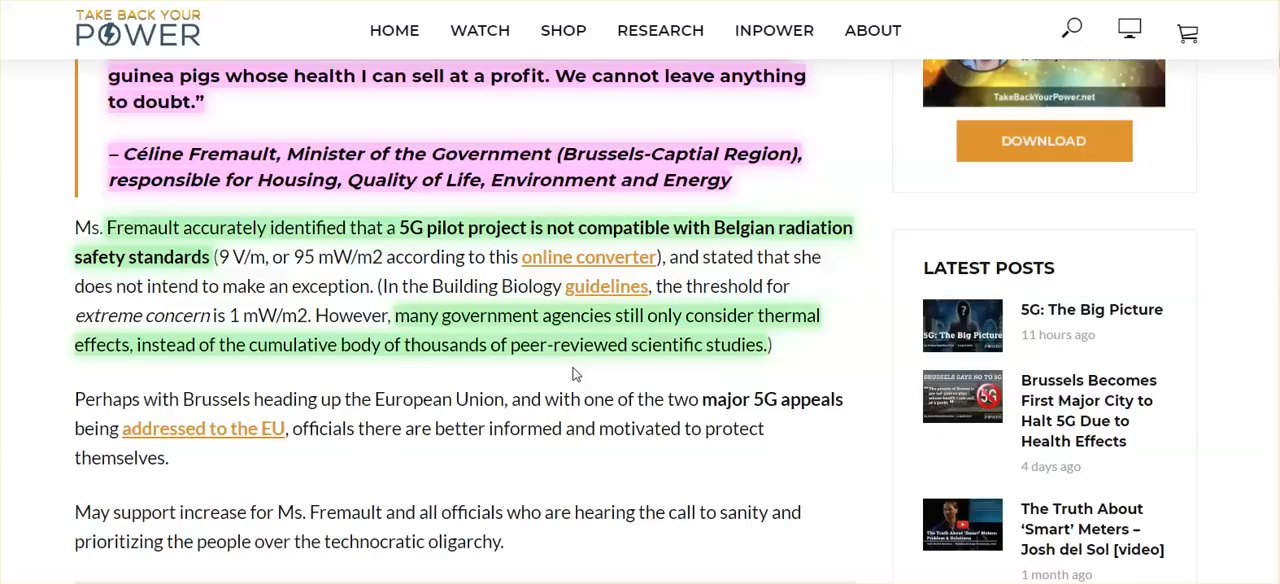 TAKE BACK YOUR
POWER
HOME
WATCH
SHOP
RESEARCH
INPOWER
ABOUT
guinea pigs whose health I can sell at a profit. We cannot leave anything
to doubt.”
– Céline Fremault, Minister of the Government (Brussels-Captial Region),
responsible for Housing, Quality of Life, Environment and Energy
Ms. Fremault accurately identified that a 5G pilot project is not compatible with Belgian radiation
safety standards (9 V/m, or 95 mW/m2 according to this online converter), and stated that she
does not intend to make an exception. (In the Building Biology guidelines, the threshold for
extreme concern is 1 mW/m2. However, many government agencies still only consider thermal
effects, instead of the cumulative body of thousands of peer-reviewed scientific studies.)
Perhaps with Brussels heading up the European Union, and with one of the two major 5G appeals
being addressed to the EU, officials there are better informed and motivated to protect
themselves.
May support increase for Ms. Fremault and all officials who are hearing the call to sanity and
prioritizing the people over the technocratic oligarchy.
TakeBackYourPower.net
DOWNLOAD
LATEST POSTS
5G: The Big Picture
5G: The Big Picture
11 hours ago
BRUSSELS SAYS NO TO 5G
Brussels Becomes
First Major City to
Halt 5G Due to
Health Effects
4 days ago
The Truth About
‘Smart’ Meters –
Josh del Sol [video]
1 month ago